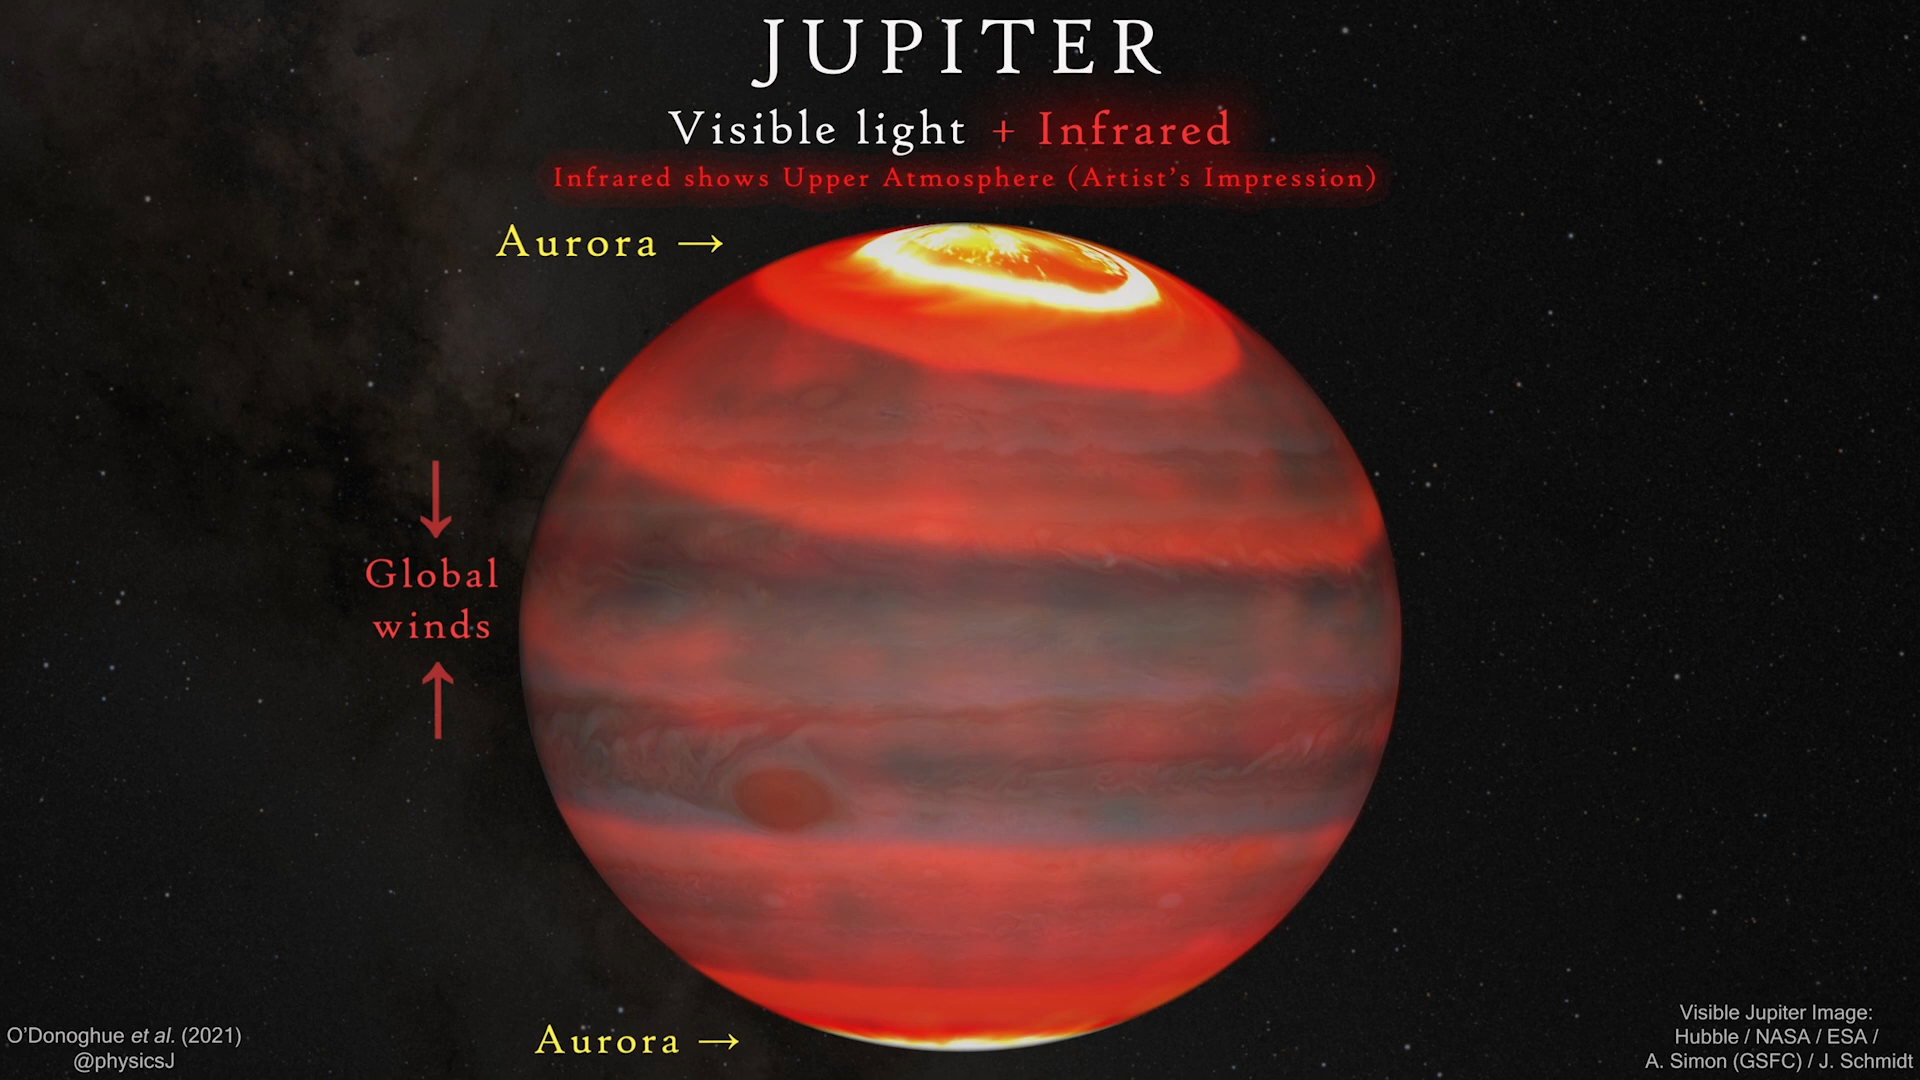 JUPITER
Visible light + Infrared
Infrared shows Upper Atmosphere (Artist’s Impression)
Aurora →
↓
Global
winds
↑
Aurora →
O’Donoghue et al. (2021)
@physicsJ
Visible Jupiter Image:
Hubble / NASA / ESA /
A. Simon (GSFC) / J. Schmidt